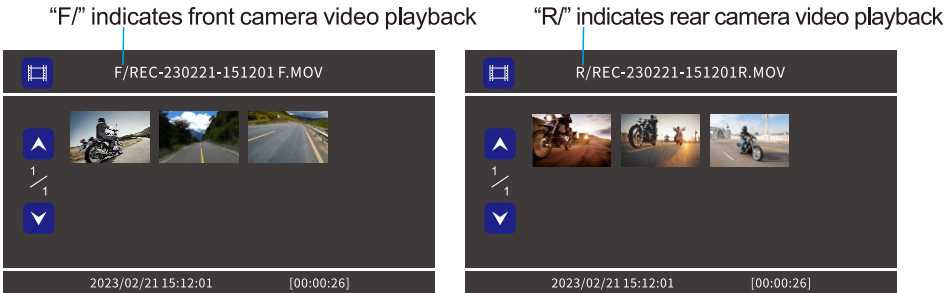 “F/” indicates front camera video playback
“R/” indicates rear camera video playback
F/REC-230221-151201 F.MOV
1/1
2023/02/21 15:12:01 [00:00:26]
R/REC-230221-151201R.MOV
1/1
2023/02/21 15:12:01 [00:00:26]